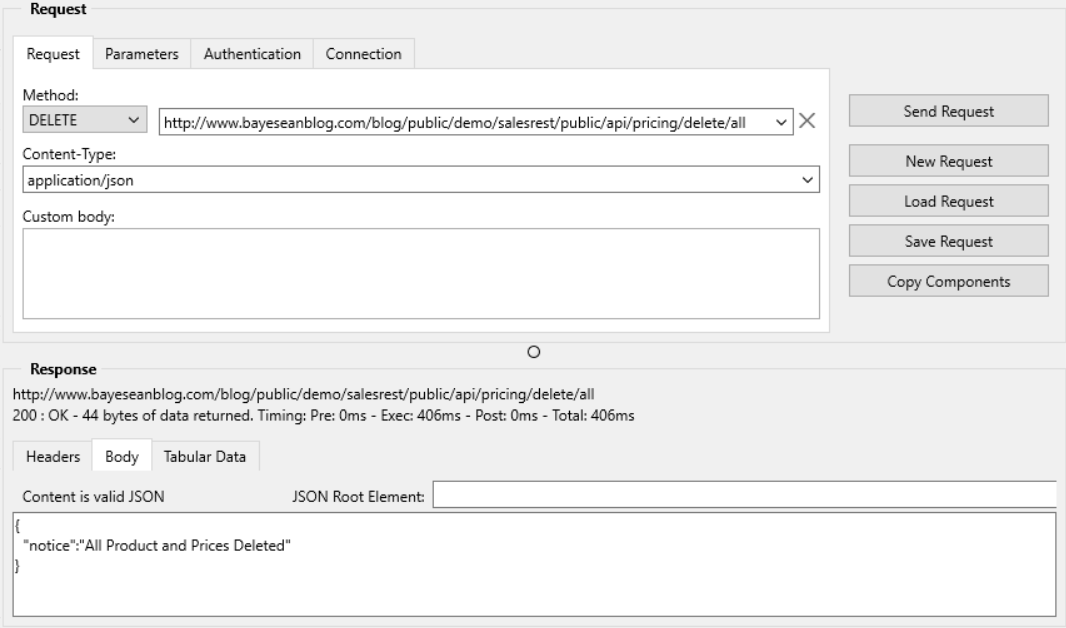 Request
Request Parameters Authentication Connection
Method:
DELETE http://www.bayeseanblog.com/blog/public/demo/salesrest/public/api/pricing/delete/all
Send Request
Content-Type:
New Request
application/json
Load Request
Custom body:
Save Request
Copy Components
Response
http://www.bayeseanblog.com/blog/public/demo/salesrest/public/api/pricing/delete/all
200 : OK - 44 bytes of data returned. Timing: Pre: 0ms - Exec: 406ms - Post: 0ms - Total: 406ms
Headers Body Tabular Data
Content is valid JSON JSON Root Element:
{
"notice":"All Product and Prices Deleted"
}